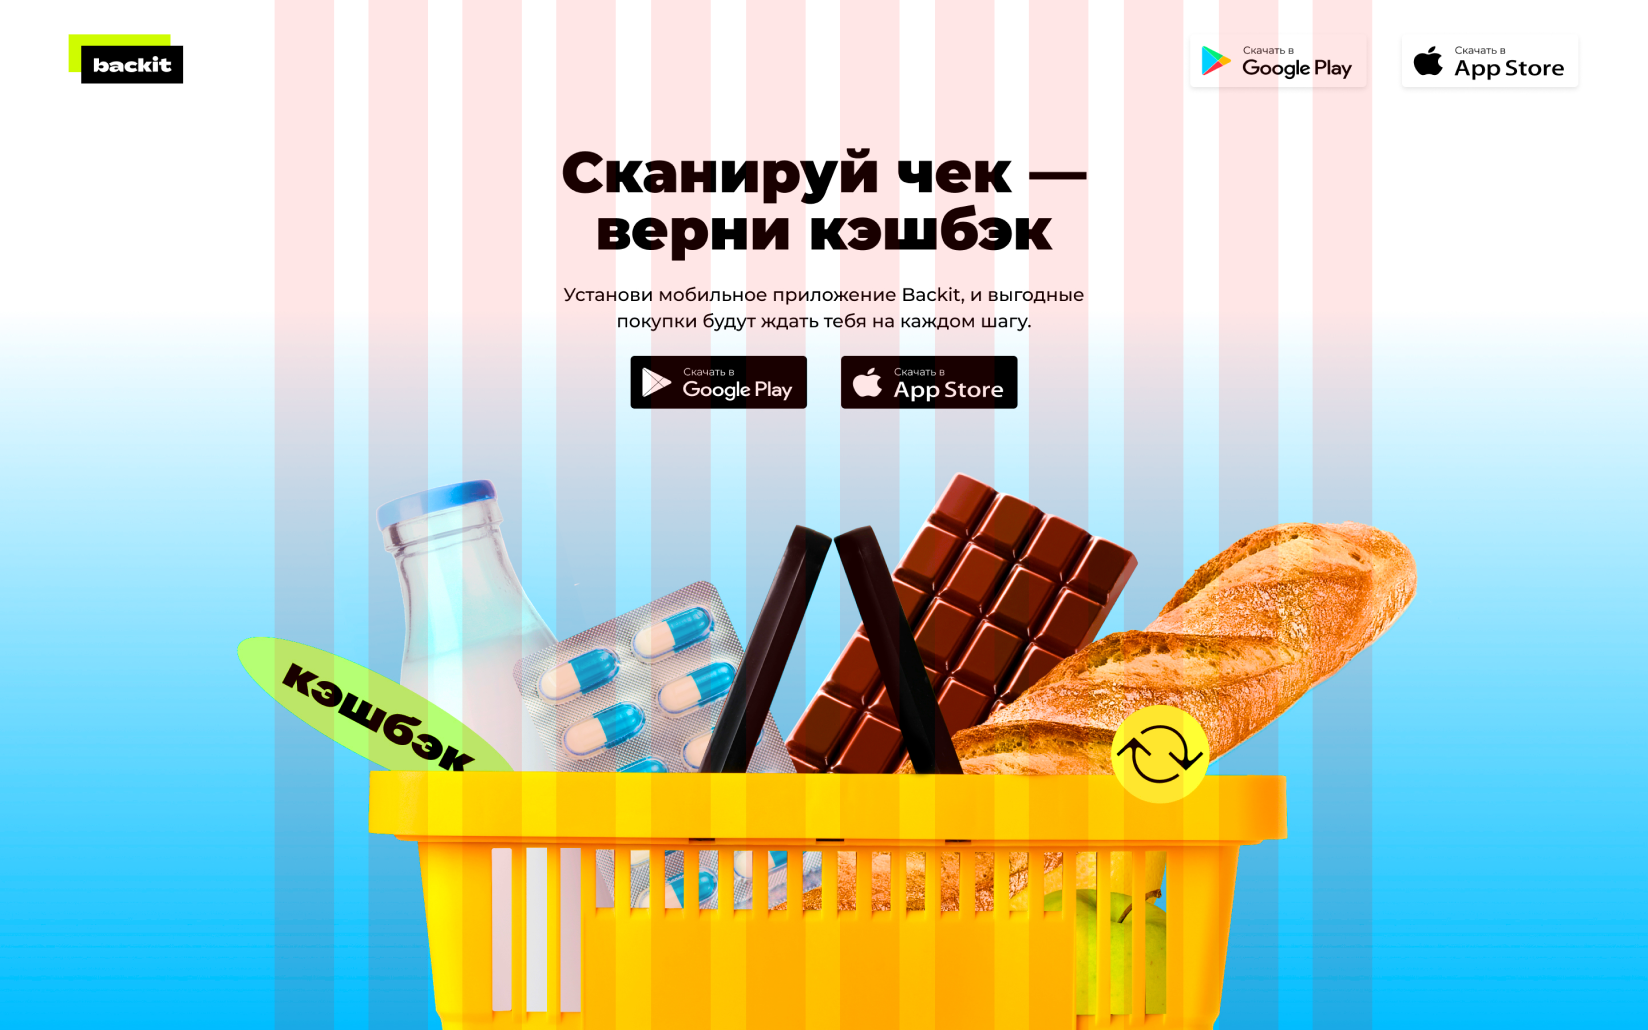 backit
Скачать в
Google Play
Скачать в
App Store
Сканируй чек —
верни кэшбэк
Установи мобильное приложение Backit, и выгодные
покупки будут ждать тебя на каждом шагу.
Скачать в
Google Play
Скачать в
App Store
кэшбэк